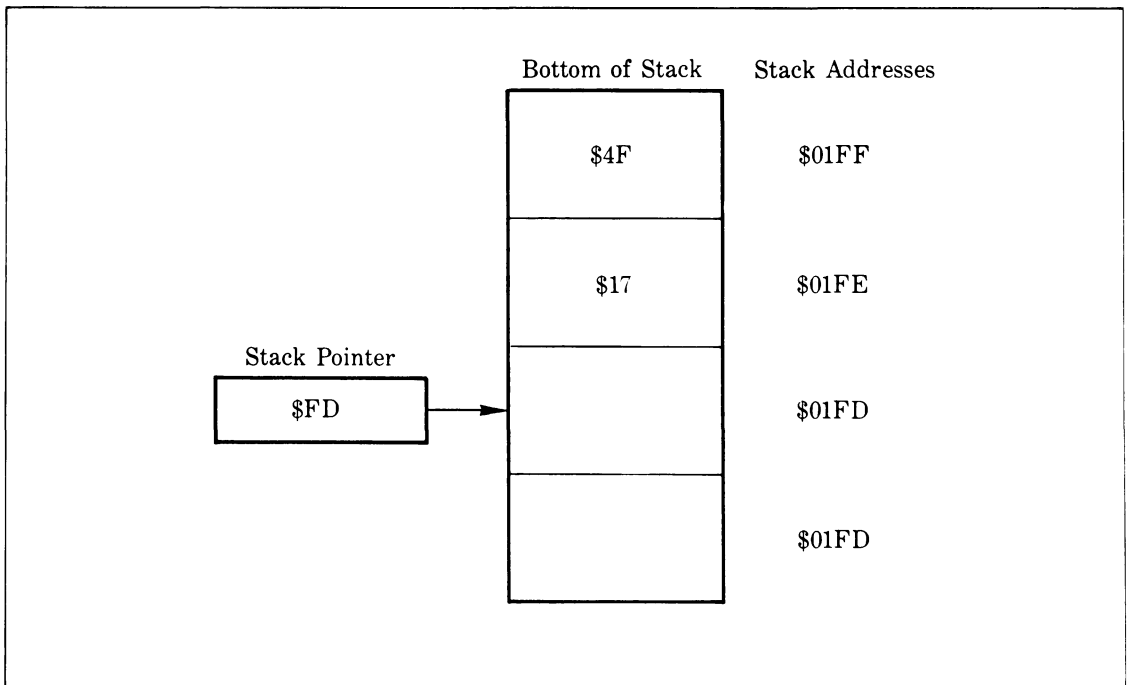 Bottom of Stack Stack Addresses
$4F $01FF
$17 $01FE
Stack Pointer
$FD $01FD
$01FD